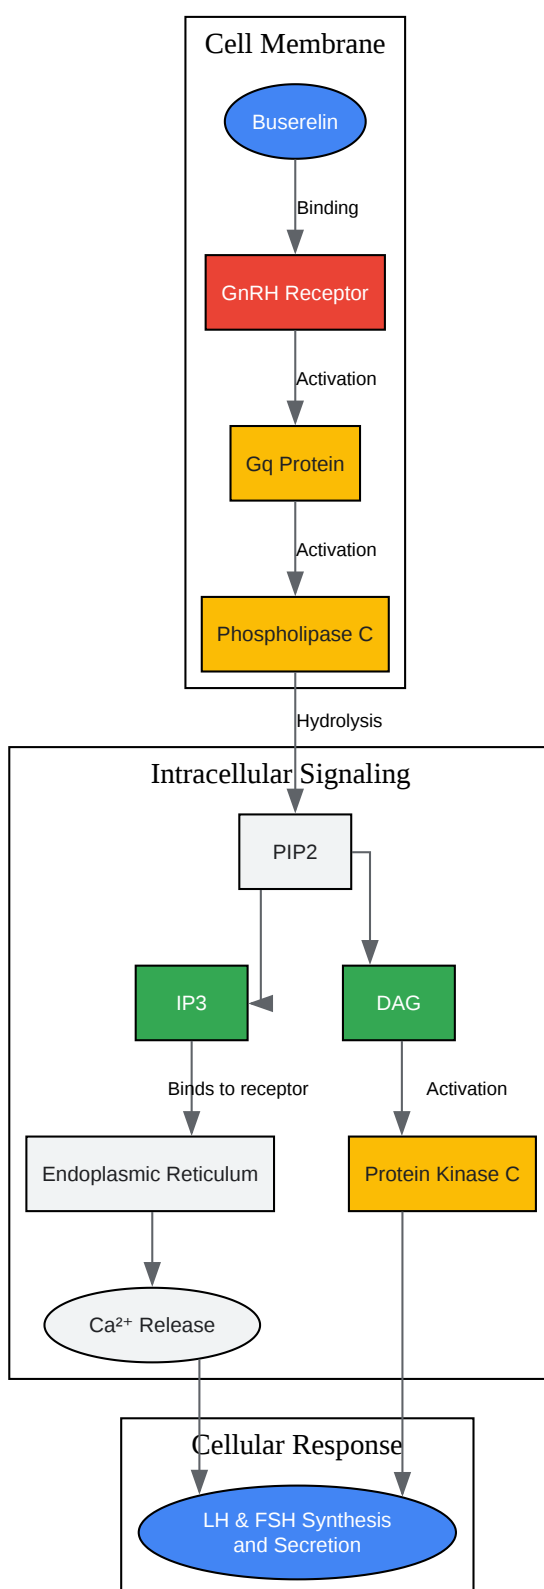 Cell Membrane
Buserelin
Binding
GnRH Receptor
Activation
Gq Protein
Activation
Phospholipase C
Hydrolysis
Intracellular Signaling
PIP2
IP3
DAG
Binds to receptor
Activation
Endoplasmic Reticulum
Protein Kinase C
Ca²⁺ Release
Cellular Response
LH & FSH Synthesis
and Secretion